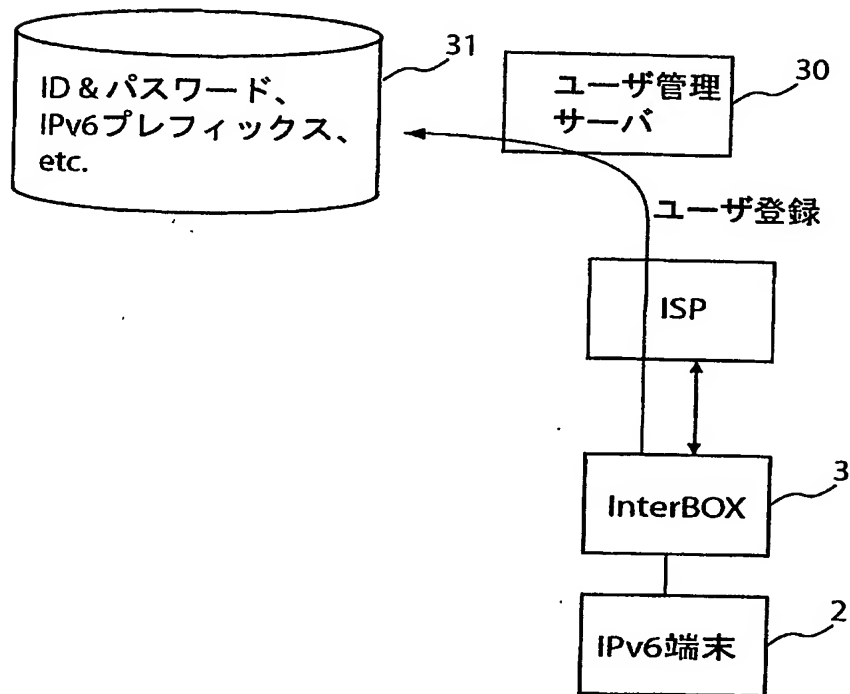 31
ID & パスワード、
IPv6プレフィックス、
etc.
ユーザ管理
サーバ
30
ユーザ登録
ISP
InterBOX
3
IPv6端末
2